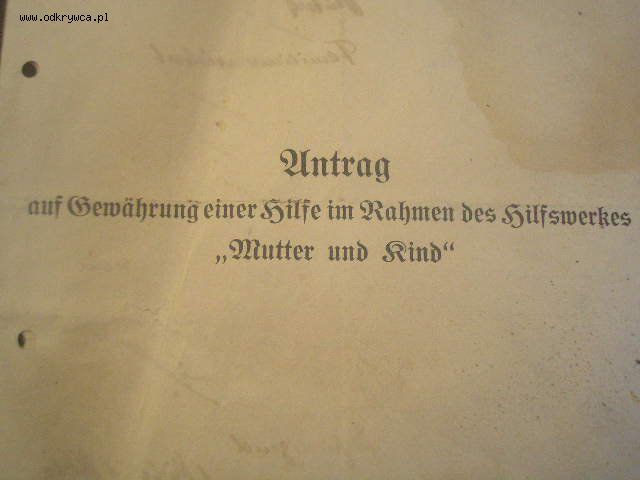 www.odkrywca.pl
Antrag
auf Gewährung einer Hilfe im Rahmen des Hilfswerkes
„Mutter und Kind“